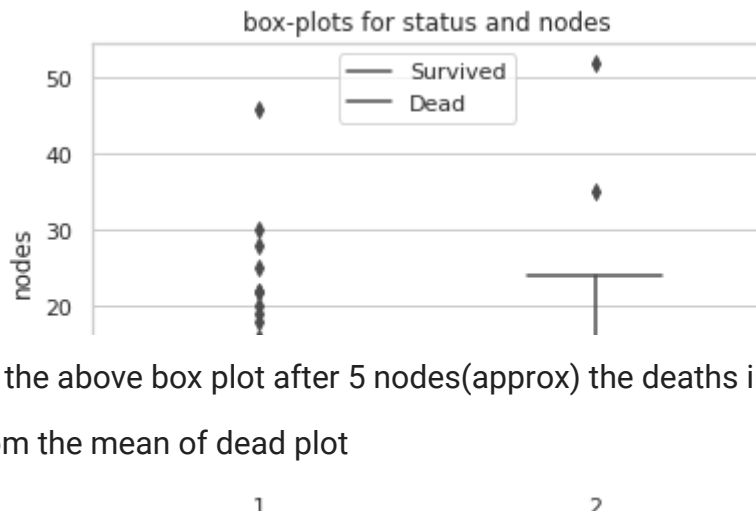 box-plots for status and nodes
50
Survived
Dead
40
30
nodes
20
the above box plot after 5 nodes(approx) the deaths
the mean of dead plot
1
2